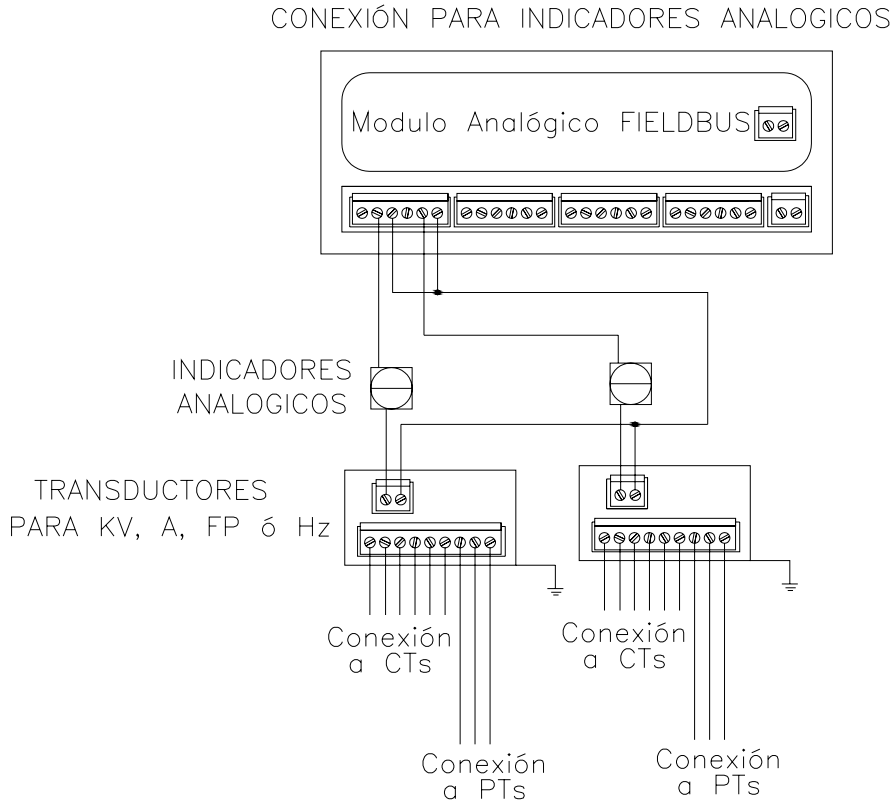 CONEXIÓN PARA INDICADORES ANALOGICOS
Modulo Analógico FIELDBUS
INDICADORES
ANALOGICOS
TRANSDUCTORES
PARA KV, A, FP ó Hz
Conexión
a CTs
Conexión
a CTs
Conexión
a PTs
Conexión
a PTs